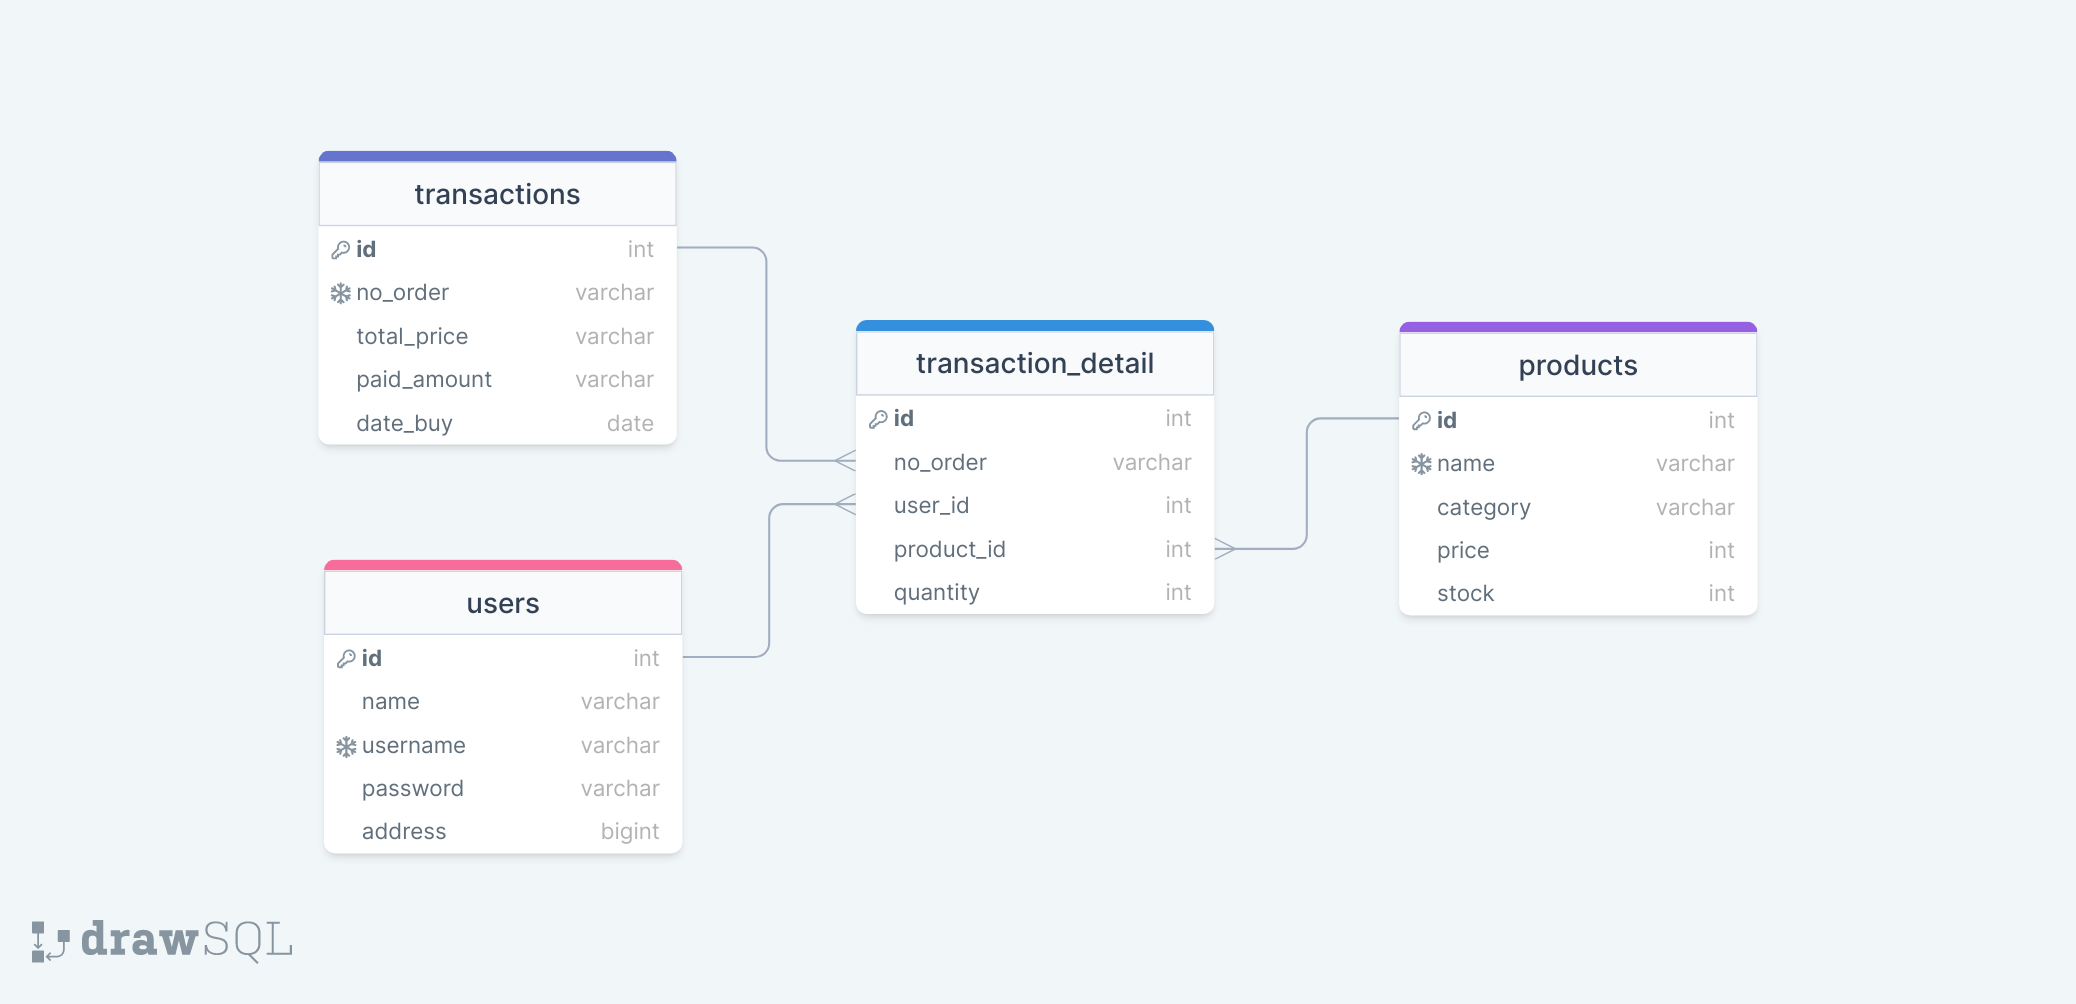 transactions
id int
no_order varchar
total_price varchar
paid_amount varchar
date_buy date
users
id int
name varchar
username varchar
password varchar
address bigint
transaction_detail
id int
no_order varchar
user_id int
product_id int
quantity int
products
id int
name varchar
category varchar
price int
stock int
drawSQL